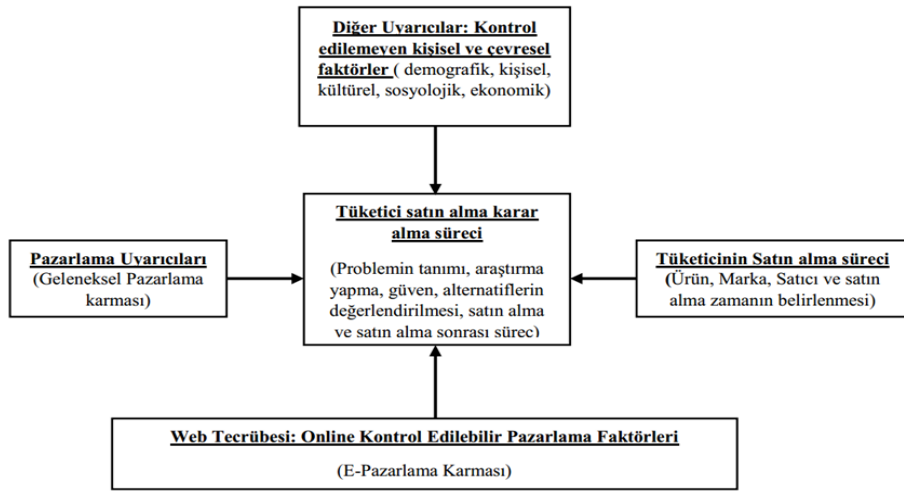 Diğer Uyarıcılar: Kontrol
edilemeyen kişisel ve çevresel
faktörler ( demografik, kişisel,
kültürel, sosyolojik, ekonomik)
Tüketici satın alma karar
alma süreci
(Problemin tanımı, araştırma
yapma, güven, alternatiflerin
değerlendirilmesi, satın alma
ve satın alma sonrası süreç)
Pazarlama Uyarıcıları
(Geleneksel Pazarlama
karması)
Tüketicinin Satın alma süreci
(Ürün, Marka, Satıcı ve satın
alma zamanın belirlenmesi)
Web Tecrübesi: Online Kontrol Edilebilir Pazarlama Faktörleri
(E-Pazarlama Karması)